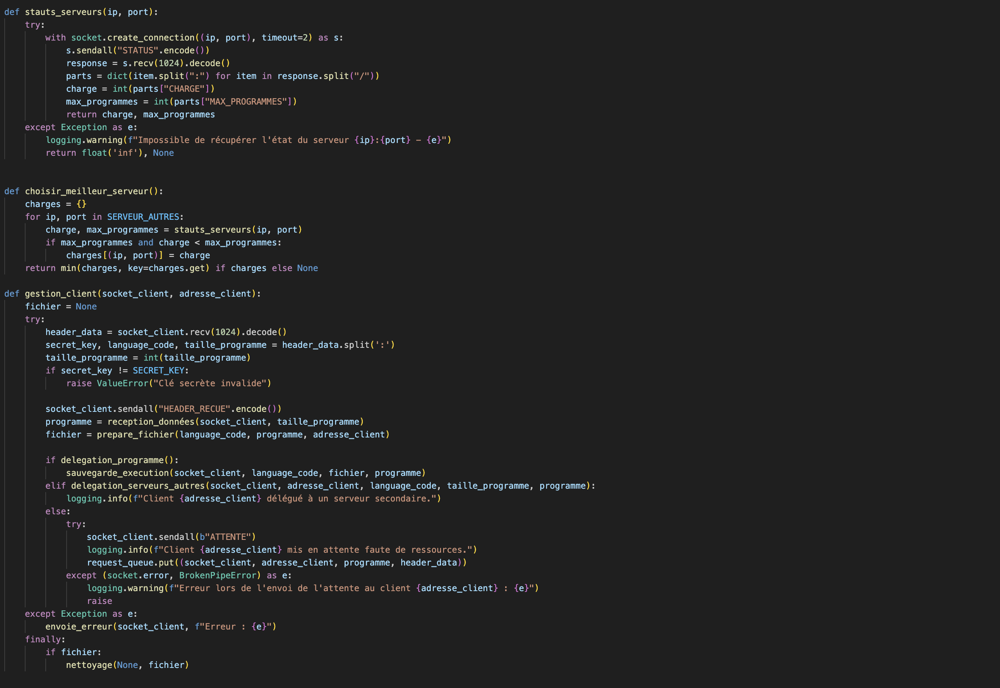 def stauts_serveurs(ip, port):
    try:
        with socket.create_connection((ip, port), timeout=2) as s:
            s.sendall("STATUS".encode())
            response = s.recv(1024).decode()
            parts = dict(item.split(":") for item in response.split("/"))
            charge = int(parts["CHARGE"])
            max_programmes = int(parts["MAX_PROGRAMMES"])
            return charge, max_programmes
    except Exception as e:
        logging.warning(f"Impossible de récupérer l'état du serveur {ip}:{port} – {e}")
        return float('inf'), None

def choisir_meilleur_serveur():
    charges = {}
    for ip, port in SERVEUR_AUTRES:
        charge, max_programmes = stauts_serveurs(ip, port)
        if max_programmes and charge < max_programmes:
            charges[(ip, port)] = charge
    return min(charges, key=charges.get) if charges else None

def gestion_client(socket_client, adresse_client):
    fichier = None
    try:
        header_data = socket_client.recv(1024).decode()
        secret_key, language_code, taille_programme = header_data.split(':')
        taille_programme = int(taille_programme)
        if secret_key != SECRET_KEY:
            raise ValueError("Clé secrète invalide")

        socket_client.sendall("HEADER_RECUE".encode())
        programme = reception_données(socket_client, taille_programme)
        fichier = prepare_fichier(language_code, programme, adresse_client)

        if delegation_programme():
            sauvegarde_execution(socket_client, language_code, fichier, programme)
        elif delegation_serveurs_autres(socket_client, adresse_client, language_code, taille_programme, programme):
            logging.info(f"Client {adresse_client} délégué à un serveur secondaire.")
        else:
            try:
                socket_client.sendall(b"ATTENTE")
                logging.info(f"Client {adresse_client} mis en attente faute de ressources.")
                request_queue.put((socket_client, adresse_client, programme, header_data))
            except (socket.error, BrokenPipeError) as e:
                logging.warning(f"Erreur lors de l'envoi de l'attente au client {adresse_client} : {e}")
                raise
    except Exception as e:
        envoie_erreur(socket_client, f"Erreur : {e}")
    finally:
        if fichier:
            nettoyage(None, fichier)